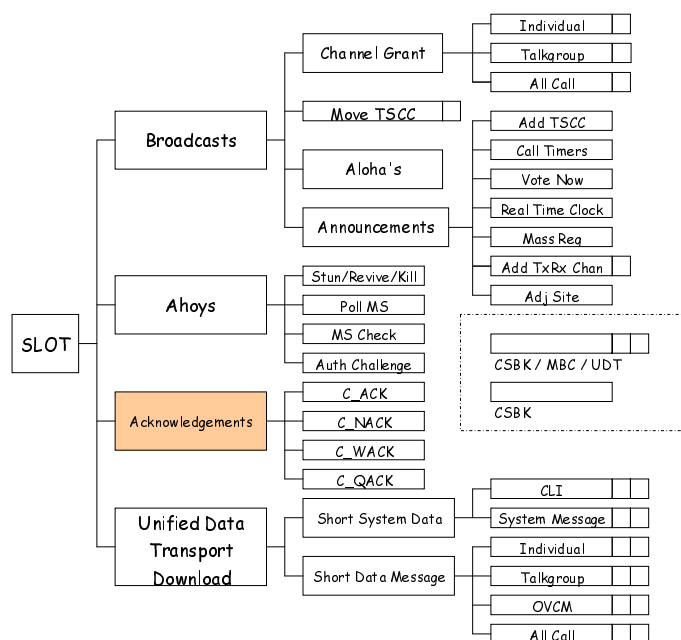 SLOT
Broadcasts
Channel Grant
Individual
Talkgroup
All Call
Move TSCC
Aloha's
Announcements
Add TSCC
Call Timers
Vote Now
Real Time Clock
Mass Reg
Add TxRx Chan
Adj Site
Ahoys
Stun/Revive/Kill
Poll MS
MS Check
Auth Challenge
Acknowledgements
C_ACK
C_NACK
C_WACK
C_QACK
CSBK / MBC / UDT
CSBK
Unified Data
Transport
Download
Short System Data
CLI
System Message
Short Data Message
Individual
Talkgroup
OVCM
All Call